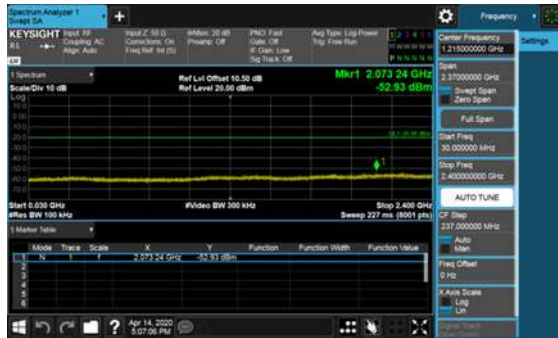 Spectrum Analyzer 1
Swept SA
+
Frequency
KEYSIGHT
Input: RF
Coupling: AC
Align: Auto
Input Z: 50 Ω
Corrections: On
Freq Ref: Int (S)
#Atten: 20 dB
Preamp: Off
PNO: Fast
Gate: Off
IF Gain: Low
Sig Track: Off
Avg Type: Log-Power
Trig: Free Run
1 2 3 4 5 6
Center Frequency
1.215000000 GHz
Settings
Span
2.37000000 GHz
Swept Span
Zero Span
Full Span
Start Freq
30.000000 MHz
Stop Freq
2.400000000 GHz
AUTO TUNE
CF Step
237.000000 MHz
Auto
Man
Freq Offset
0 Hz
X Axis Scale
Log
Lin
1 Spectrum
Scale/Div 10 dB
Ref Lvl Offset 10.50 dB
Ref Level 20.00 dBm
Mkr1 2.073 24 GHz
-52.93 dBm
Log
1
Start 0.030 GHz
#Res BW 100 kHz
#Video BW 300 kHz
Stop 2.400 GHz
Sweep 227 ms (8001 pts)
5 Marker Table
Mode Trace Scale X Y Function Function Width Function Value
1 N 1 f 2.073 24 GHz -52.93 dBm
2
3
4
5
6
Apr 14, 2020
5:07:06 PM